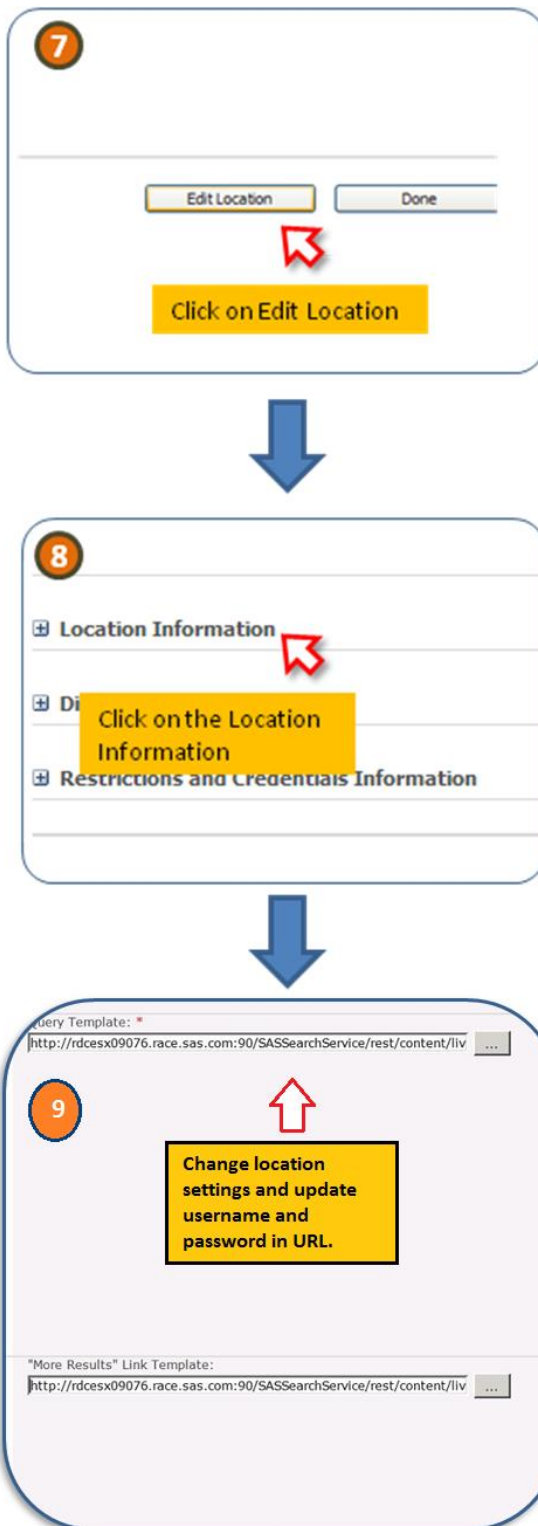 7
Edit Location
Done
Click on Edit Location
8
Location Information
Di
Click on the Location
Information
Restrictions and Credentials Information
Query Template: *
http://rdcesx09076.race.sas.com:90/SASSearchService/rest/content/liv
...
9
Change location
settings and update
username and
password in URL.
"More Results" Link Template:
http://rdcesx09076.race.sas.com:90/SASSearchService/rest/content/liv
...